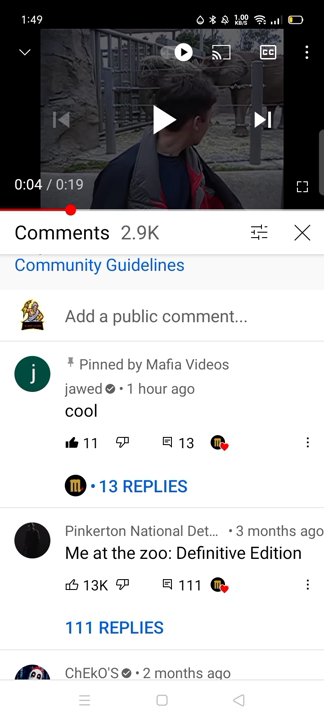 1:49
1.00
KB/S
CC
0:04 / 0:19
Comments 2.9K
Community Guidelines
Add a public comment...
j
Pinned by Mafia Videos
jawed • 1 hour ago
cool
11 13
• 13 REPLIES
Pinkerton National Det... • 3 months ago
Me at the zoo: Definitive Edition
13K 111
111 REPLIES
ChEkO'S • 2 months ago